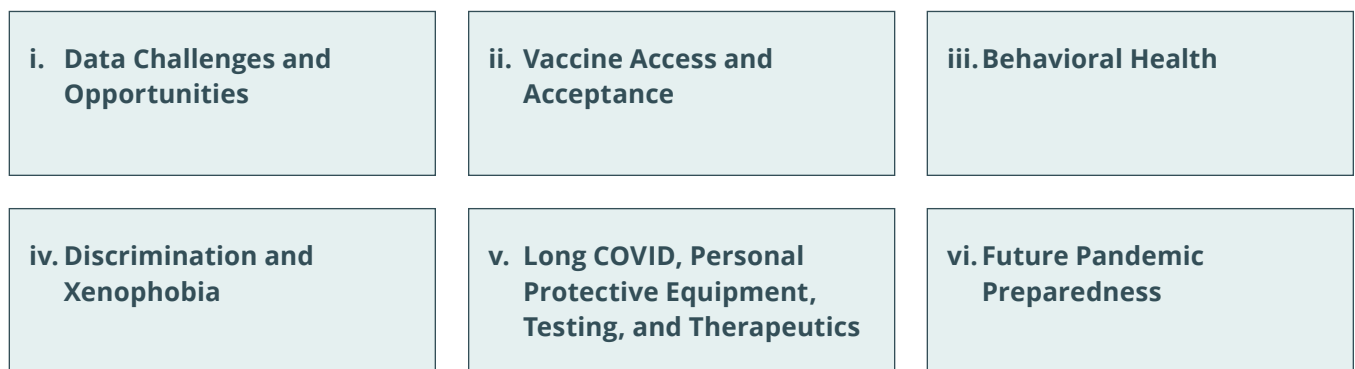 i. Data Challenges and
Opportunities
ii. Vaccine Access and
Acceptance
iii. Behavioral Health
iv. Discrimination and
Xenophobia
v. Long COVID, Personal
Protective Equipment,
Testing, and Therapeutics
vi. Future Pandemic
Preparedness